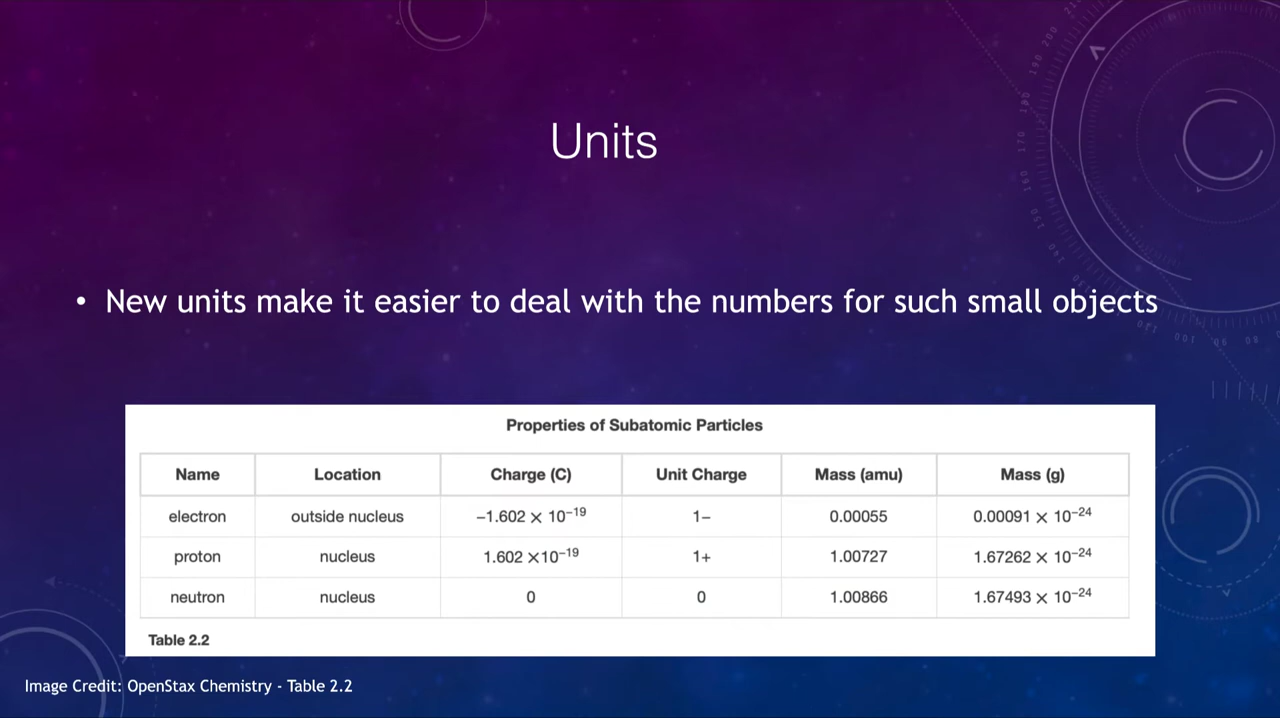 Units
• New units make it easier to deal with the numbers for such small objects
Properties of Subatomic Particles
Name Location Charge (C) Unit Charge Mass (amu) Mass (g)
electron outside nucleus −1.602 × 10⁻¹⁹ 1− 0.00055 0.00091 × 10⁻²⁴
proton nucleus 1.602 ×10⁻¹⁹ 1+ 1.00727 1.67262 × 10⁻²⁴
neutron nucleus 0 0 1.00866 1.67493 × 10⁻²⁴
Table 2.2
Image Credit: OpenStax Chemistry - Table 2.2